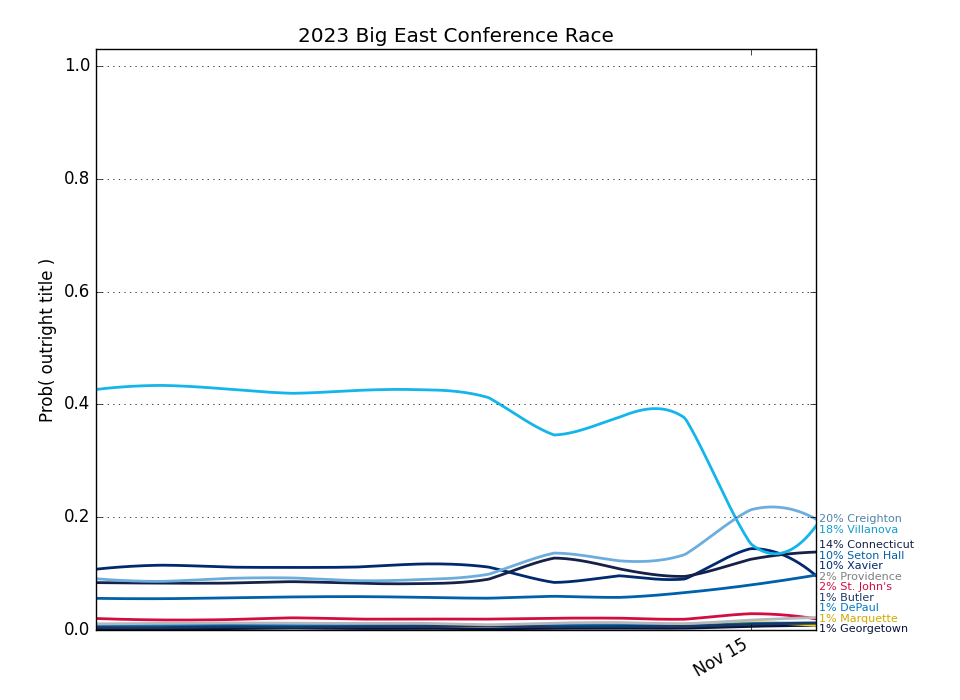 2023 Big East Conference Race
Prob( outright title )
1.0
0.8
0.6
0.4
0.2
0.0
20% Creighton
18% Villanova
14% Connecticut
10% Seton Hall
10% Xavier
2% Providence
2% St. John's
1% Butler
1% DePaul
1% Marquette
1% Georgetown
Nov 15